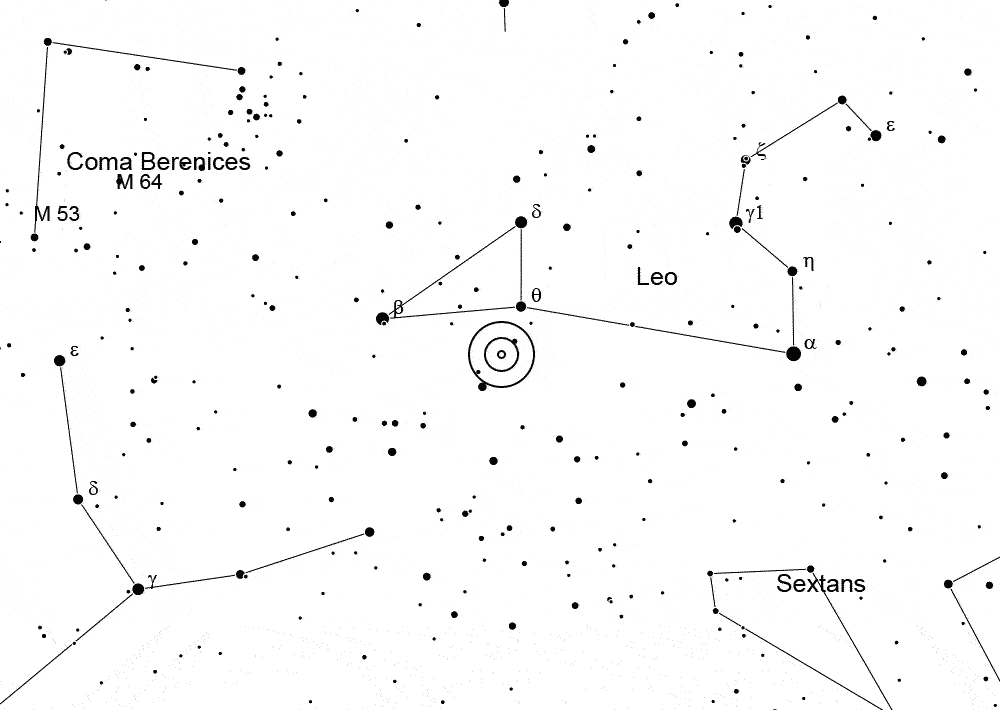 ε
ζ
Coma Berenices
M 64
M 53
δ
γ1
η
Leo
θ
β
α
ε
δ
γ
Sextans